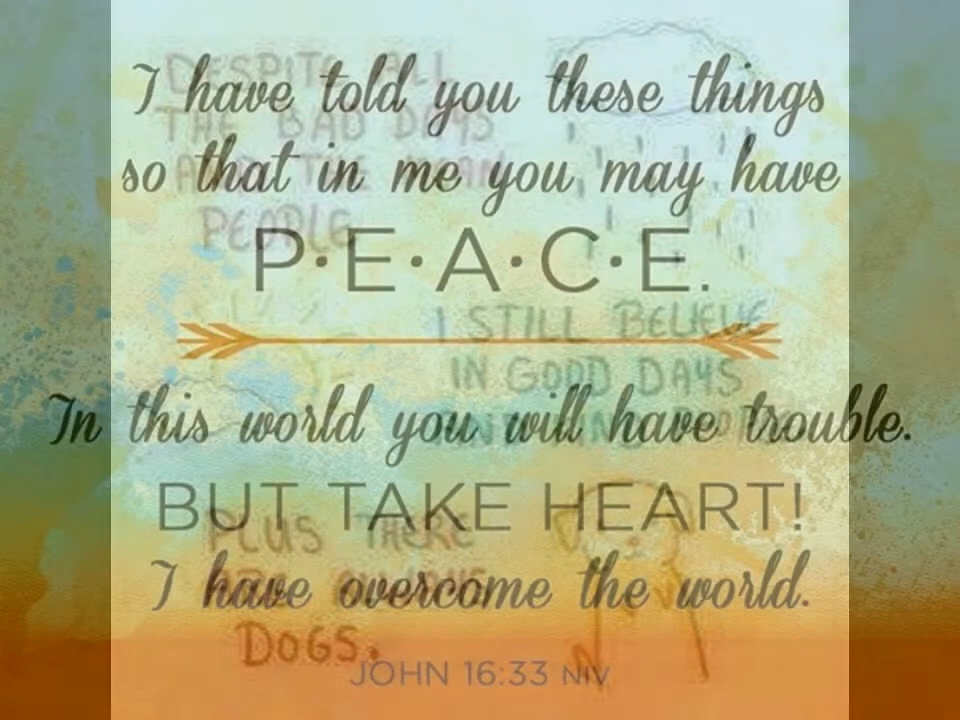 I have told you these things
so that in me you may have
P·E·A·C·E.
In this world you will have trouble.
BUT TAKE HEART!
I have overcome the world.
JOHN 16:33 NIV
DESPITE ALL
THE BAD DAYS
PEOPLE
I STILL BELIEVE
IN GOOD DAYS
PLUS THERE
DOGS.